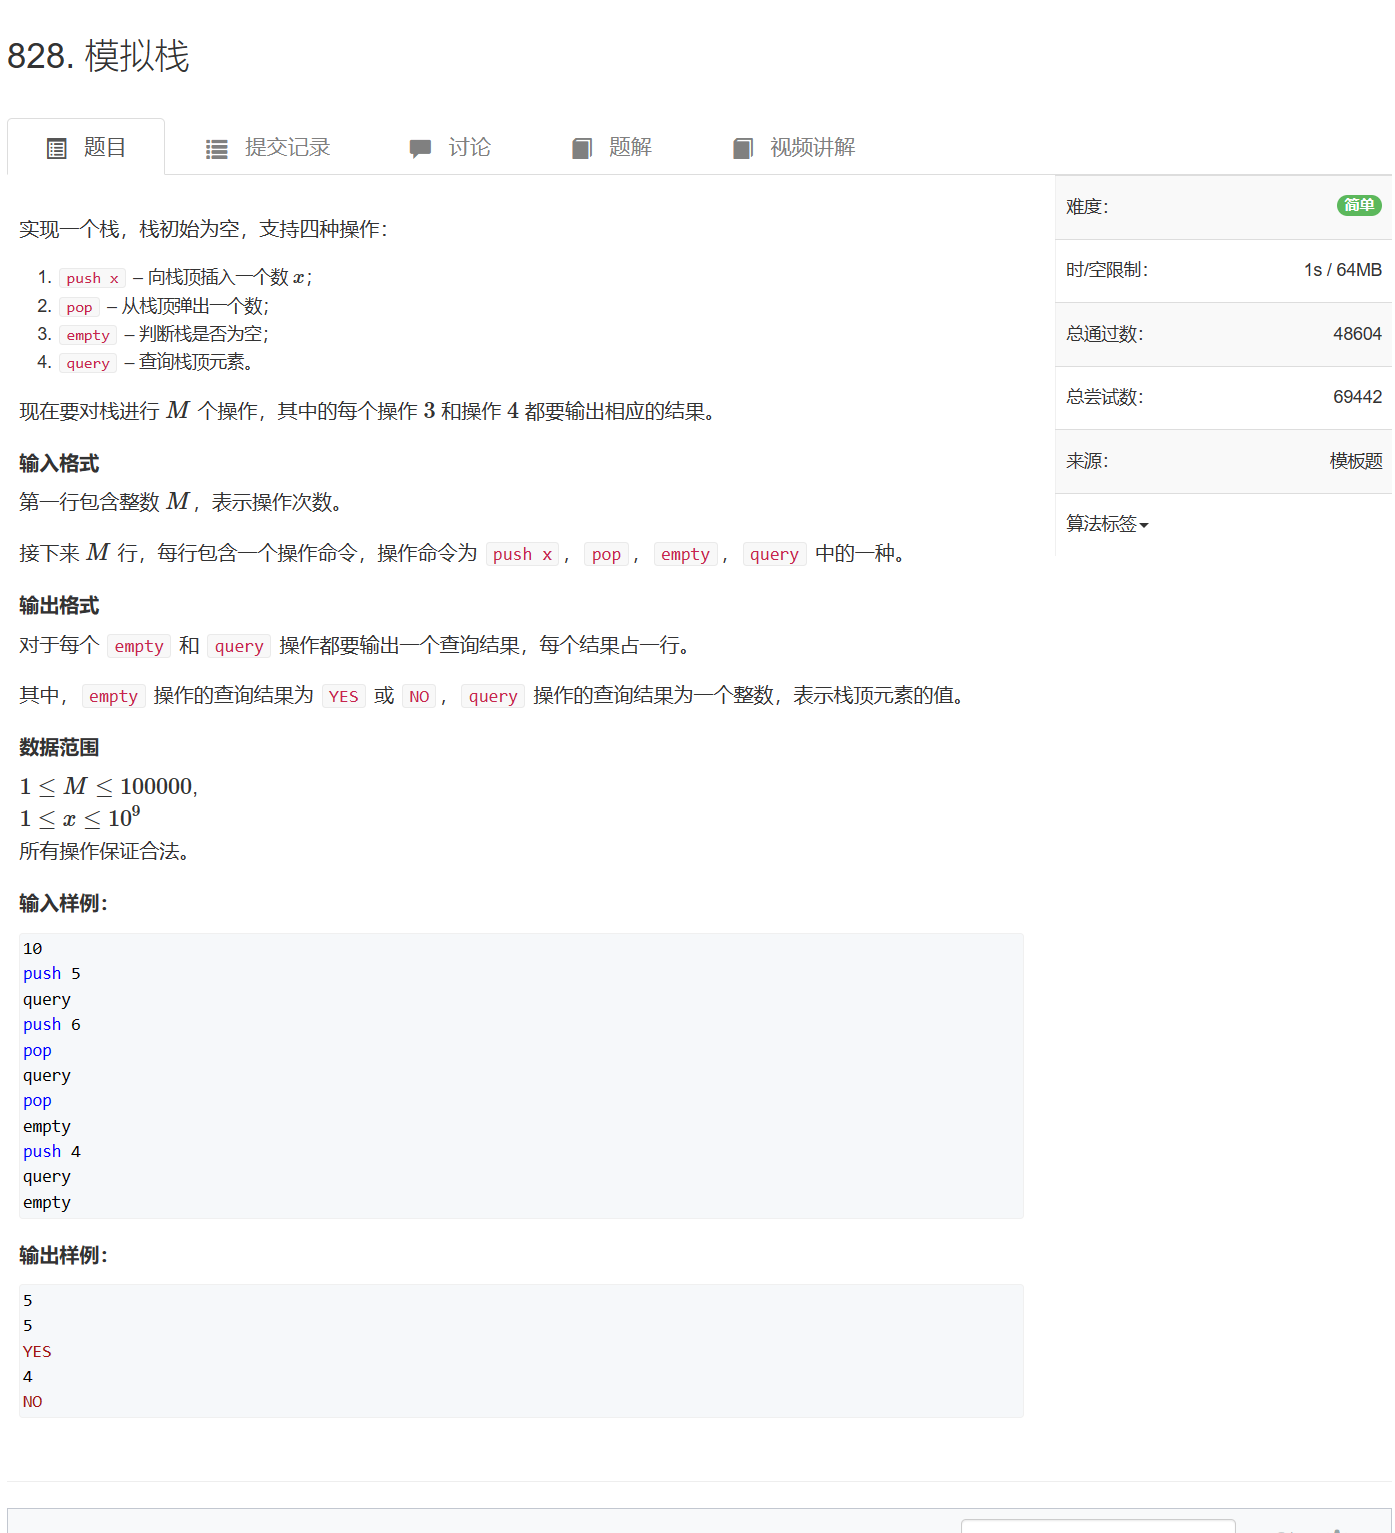 828. 模拟栈
题目 提交记录 讨论 题解 视频讲解
实现一个栈，栈初始为空，支持四种操作：
1. push x – 向栈顶插入一个数 x；
2. pop – 从栈顶弹出一个数；
3. empty – 判断栈是否为空；
4. query – 查询栈顶元素。
现在要对栈进行 M 个操作，其中的每个操作 3 和操作 4 都要输出相应的结果。
输入格式
第一行包含整数 M，表示操作次数。
接下来 M 行，每行包含一个操作命令，操作命令为 push x，pop，empty，query 中的一种。
输出格式
对于每个 empty 和 query 操作都要输出一个查询结果，每个结果占一行。
其中，empty 操作的查询结果为 YES 或 NO，query 操作的查询结果为一个整数，表示栈顶元素的值。
数据范围
1 ≤ M ≤ 100000,
1 ≤ x ≤ 10⁹
所有操作保证合法。
输入样例：
10
push 5
query
push 6
pop
query
pop
empty
push 4
query
empty
输出样例：
5
5
YES
4
NO
难度： 简单
时/空限制： 1s / 64MB
总通过数： 48604
总尝试数： 69442
来源： 模板题
算法标签